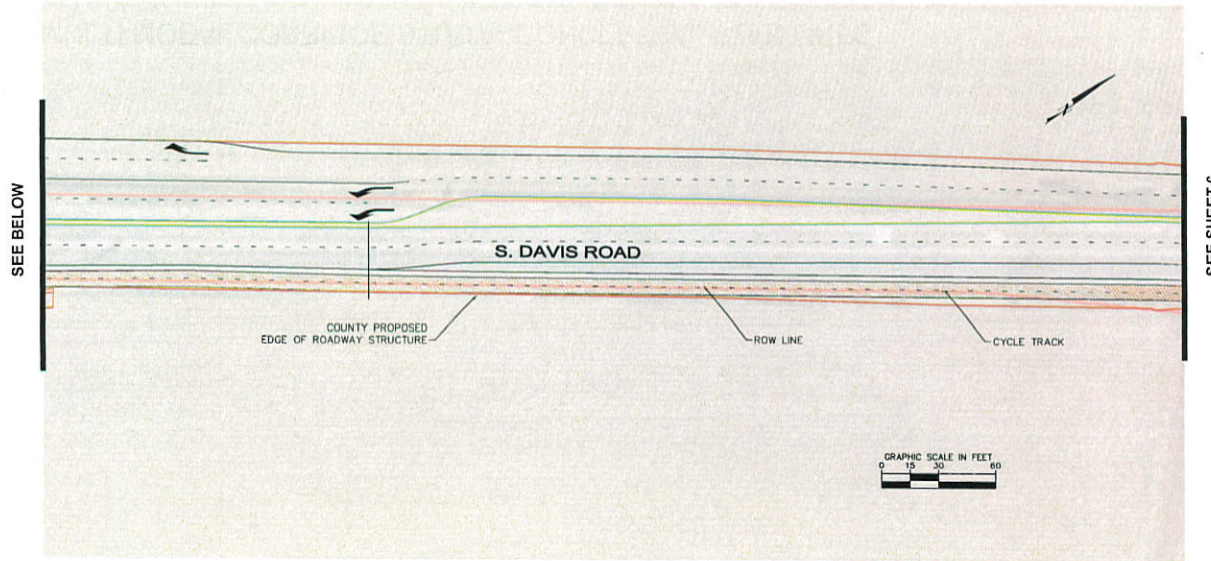 SEE BELOW
S. DAVIS ROAD
COUNTY PROPOSED
EDGE OF ROADWAY STRUCTURE
ROW LINE
CYCLE TRACK
GRAPHIC SCALE IN FEET
0 15 30 60